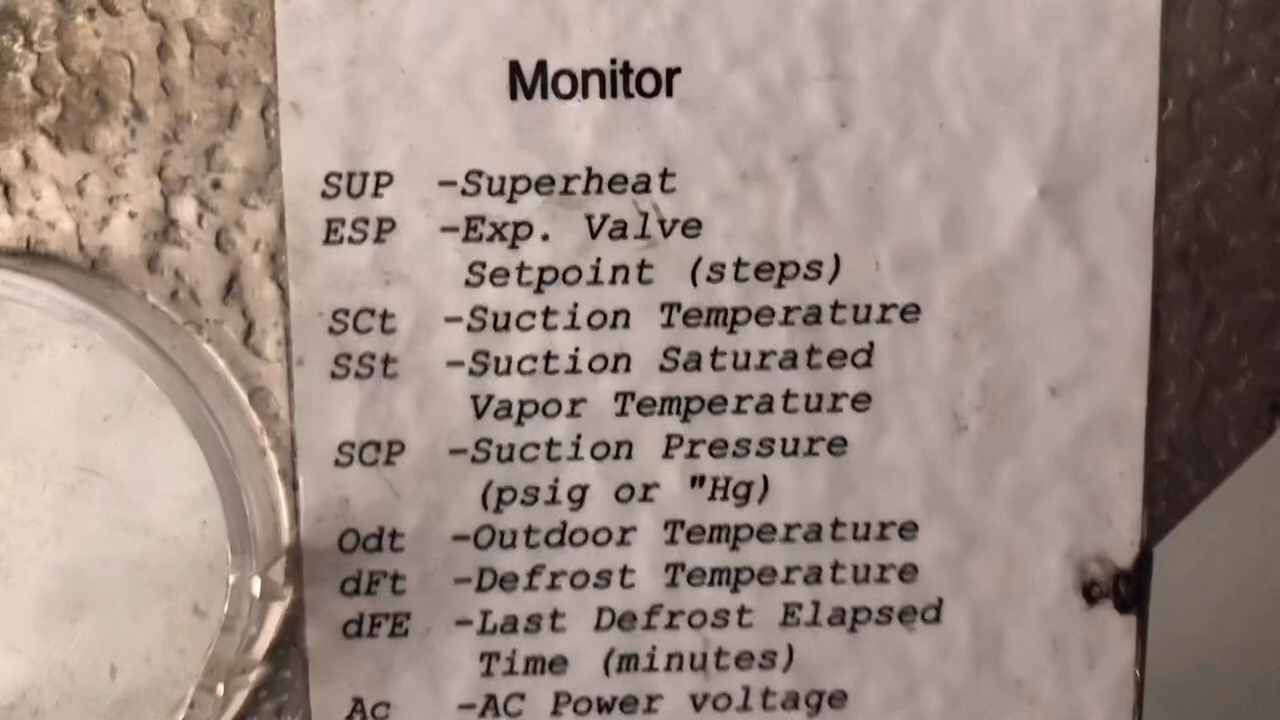 Monitor
SUP -Superheat
ESP -Exp. Valve
Setpoint (steps)
SCt -Suction Temperature
SSt -Suction Saturated
Vapor Temperature
SCP -Suction Pressure
(psig or "Hg)
Odt -Outdoor Temperature
dFt -Defrost Temperature
dFE -Last Defrost Elapsed
Time (minutes)
Ac -AC Power voltage